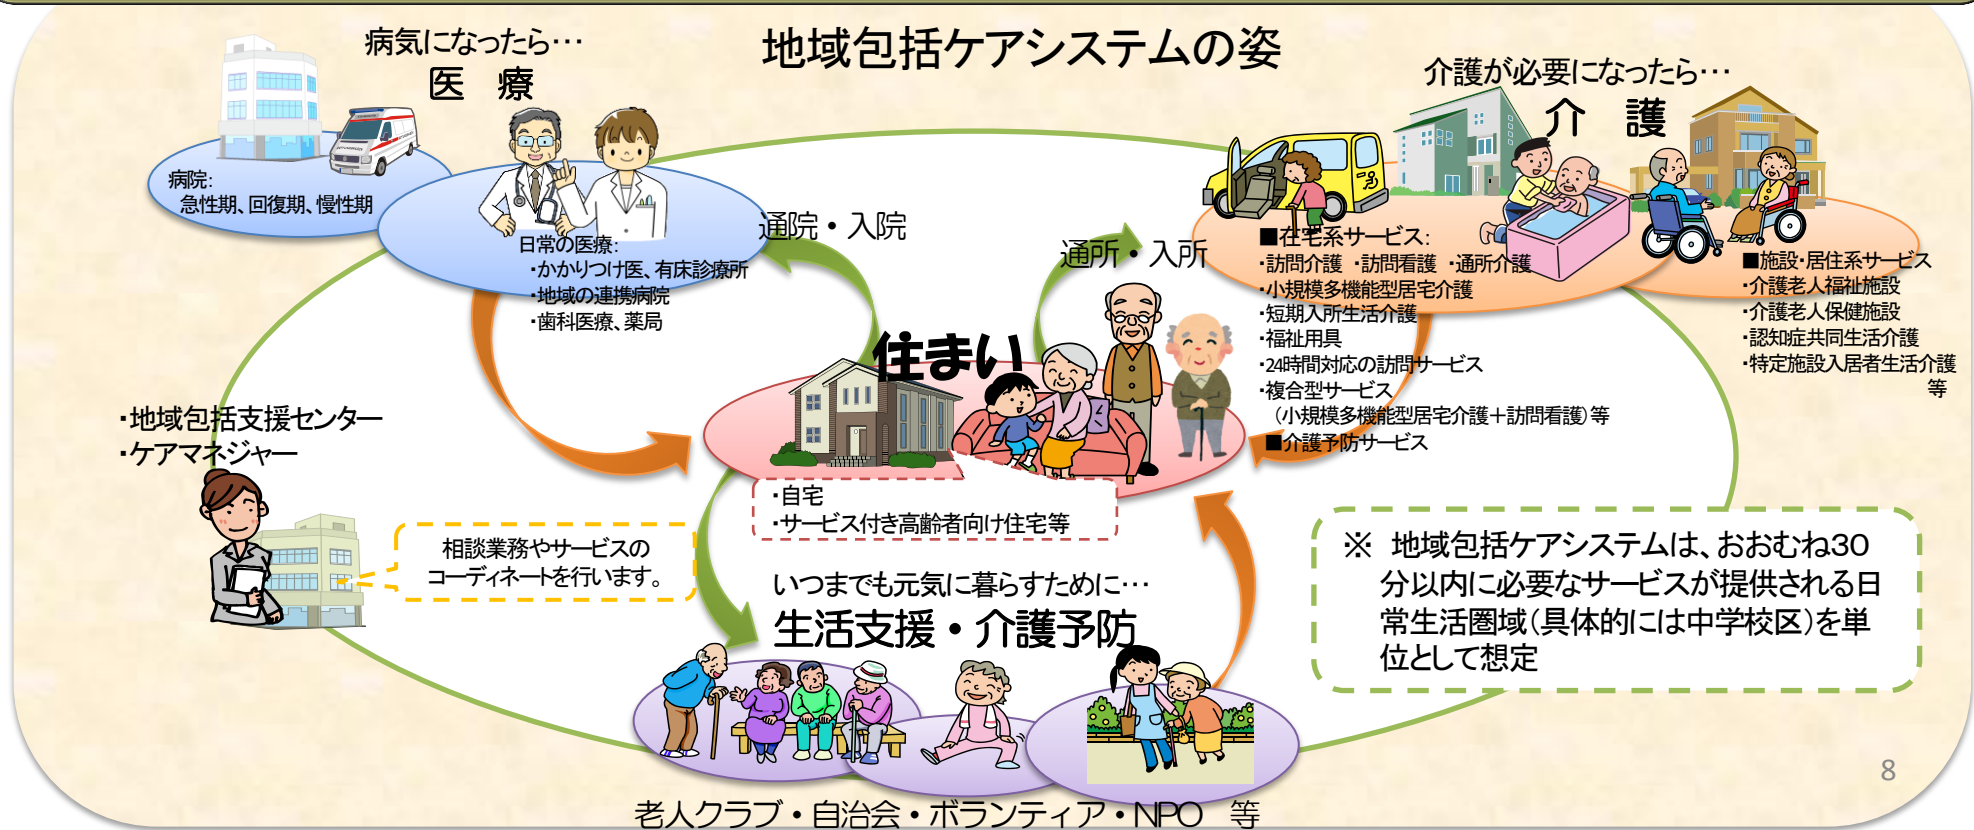 地域包括ケアシステムの姿
病気になったら…
医　療
病院:
急性期、回復期、慢性期
日常の医療:
・かかりつけ医、有床診療所
・地域の連携病院
・歯科医療、薬局
通院・入院
通所・入所
介護が必要になったら…
介　護
■在宅系サービス:
・訪問介護 ・訪問看護 ・通所介護
・小規模多機能型居宅介護
・短期入所生活介護
・福祉用具
・24時間対応の訪問サービス
・複合型サービス
（小規模多機能型居宅介護＋訪問看護）等
■介護予防サービス
■施設・居住系サービス
・介護老人福祉施設
・介護老人保健施設
・認知症共同生活介護
・特定施設入居者生活介護
等
住まい
・自宅
・サービス付き高齢者向け住宅等
・地域包括支援センター
・ケアマネジャー
相談業務やサービスの
コーディネートを行います。
いつまでも元気に暮らすために…
生活支援・介護予防
老人クラブ・自治会・ボランティア・NPO　等
※　地域包括ケアシステムは、おおむね30
分以内に必要なサービスが提供される日
常生活圏域（具体的には中学校区）を単
位として想定
8